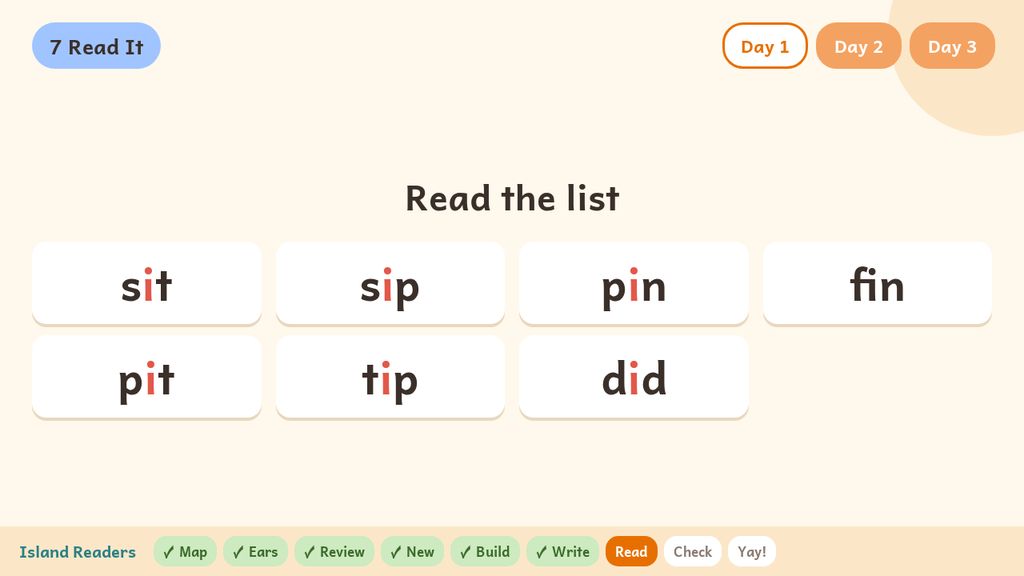 7 Read It
Day 1 Day 2 Day 3
Read the list
sit sip pin fin
pit tip did
Island Readers ✓ Map ✓ Ears ✓ Review ✓ New ✓ Build ✓ Write Read Check Yay!